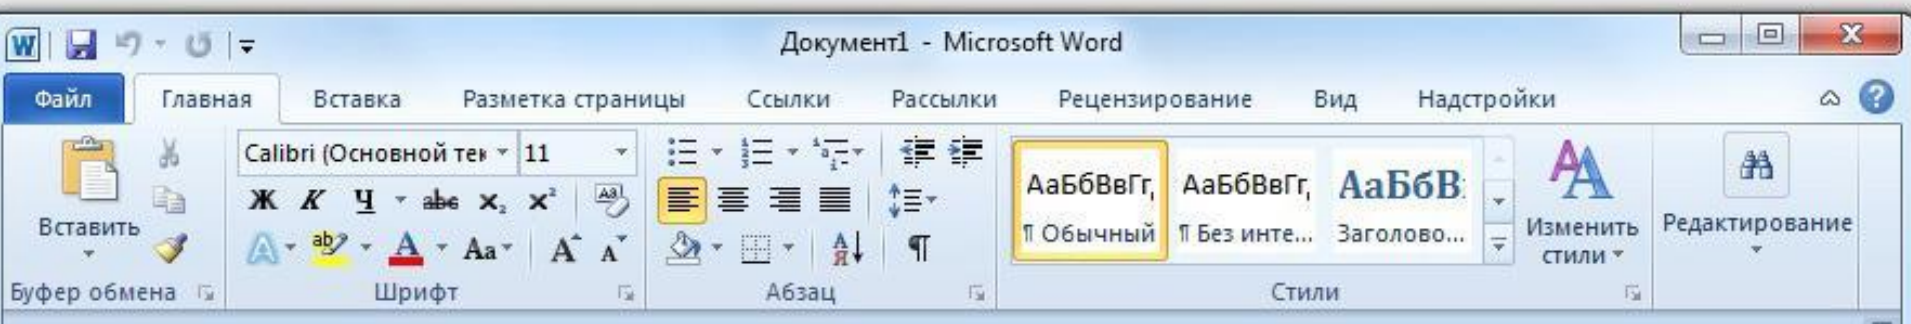 Документ1 - Microsoft Word
Файл Главная Вставка Разметка страницы Ссылки Рассылки Рецензирование Вид Надстройки
Calibri (Основной тек 11
Ж К Ч abc x₂ x²
АаБбВвГг, АаБбВвГг, АаБбВ
Вставить
¶ Обычный ¶ Без инте... Заголово...
Изменить стили
Редактирование
Aa A A
Буфер обмена Шрифт Абзац Стили